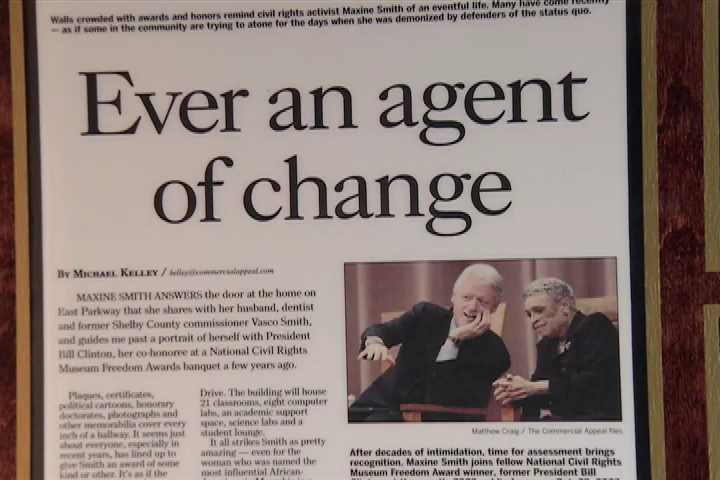 Walls crowded with awards and honors remind civil rights activist Maxine Smith of an eventful life. Many have come recently
— as if some in the community are trying to atone for the days when she was demonized by defenders of the status quo.
Ever an agent
of change
By Michael Kelley / kelley@commercialappeal.com
MAXINE SMITH ANSWERS the door at the home on
East Parkway that she shares with her husband, dentist
and former Shelby County commissioner Vasco Smith,
and guides me past a portrait of herself with President
Bill Clinton, her co-honoree at a National Civil Rights
Museum Freedom Awards banquet a few years ago.
Plaques, certificates,
political cartoons, honorary
doctorates, photographs and
other memorabilia cover every
inch of a hallway. It seems just
about everyone, especially in
recent years, has lined up to
give Smith an award of some
kind or other. It's as if the
Drive. The building will house
21 classrooms, eight computer
labs, an academic support
space, science labs and a
student lounge.
It all strikes Smith as pretty
amazing — even for the
woman who was named the
most influential African-
Matthew Craig / The Commercial Appeal files
After decades of intimidation, time for assessment brings
recognition. Maxine Smith joins fellow National Civil Rights
Museum Freedom Award winner, former President Bill